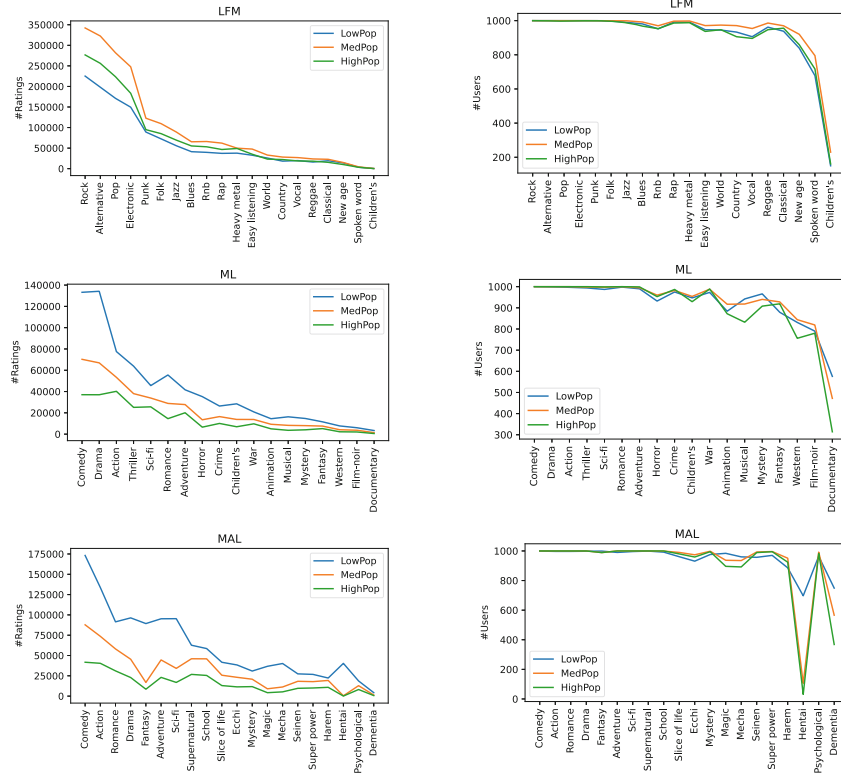 LFM
350000
300000
250000
200000
150000
100000
50000
0
#Ratings
LowPop
MedPop
HighPop
Rock
Alternative
Pop
Electronic
Punk
Folk
Jazz
Blues
Rnb
Rap
Heavy metal
Easy listening
World
Country
Vocal
Reggae
Classical
New age
Spoken word
Children's
LFM
1000
800
600
400
200
#Users
LowPop
MedPop
HighPop
Rock
Alternative
Pop
Electronic
Punk
Folk
Jazz
Blues
Rnb
Rap
Heavy metal
Easy listening
World
Country
Vocal
Reggae
Classical
New age
Spoken word
Children's
ML
140000
120000
100000
80000
60000
40000
20000
0
#Ratings
LowPop
MedPop
HighPop
Comedy
Drama
Action
Thriller
Sci-fi
Romance
Adventure
Horror
Crime
Children's
War
Animation
Musical
Mystery
Fantasy
Western
Film-noir
Documentary
ML
1000
900
800
700
600
500
400
300
#Users
LowPop
MedPop
HighPop
Comedy
Drama
Action
Thriller
Sci-fi
Romance
Adventure
Horror
Crime
Children's
War
Animation
Musical
Mystery
Fantasy
Western
Film-noir
Documentary
MAL
175000
150000
125000
100000
75000
50000
25000
0
#Ratings
LowPop
MedPop
HighPop
Comedy
Action
Romance
Drama
Fantasy
Adventure
Sci-fi
Supernatural
School
Slice of life
Ecchi
Mystery
Magic
Mecha
Seinen
Super power
Harem
Hentai
Psychological
Dementia
MAL
1000
800
600
400
200
0
#Users
LowPop
MedPop
HighPop
Comedy
Action
Romance
Drama
Fantasy
Adventure
Sci-fi
Supernatural
School
Slice of life
Ecchi
Mystery
Magic
Mecha
Seinen
Super power
Harem
Hentai
Psychological
Dementia